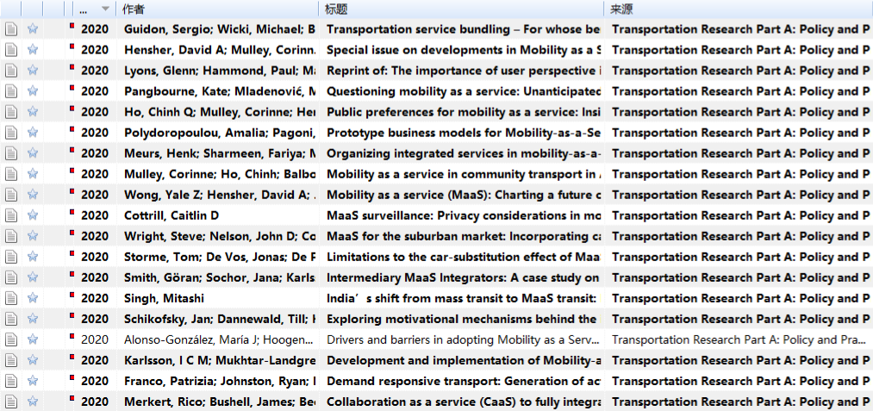 ... 作者 标题 来源
2020 Guidon, Sergio; Wicki, Michael; B Transportation service bundling – For whose be Transportation Research Part A: Policy and P
2020 Hensher, David A; Mulley, Corinn. Special issue on developments in Mobility as a S Transportation Research Part A: Policy and P
2020 Lyons, Glenn; Hammond, Paul; Ma Reprint of: The importance of user perspective i Transportation Research Part A: Policy and P
2020 Pangbourne, Kate; Mladenović, M Questioning mobility as a service: Unanticipated Transportation Research Part A: Policy and P
2020 Ho, Chinh Q; Mulley, Corinne; Her Public preferences for mobility as a service: Insi Transportation Research Part A: Policy and P
2020 Polydoropoulou, Amalia; Pagoni, Prototype business models for Mobility-as-a-Se Transportation Research Part A: Policy and P
2020 Meurs, Henk; Sharmeen, Fariya; M Organizing integrated services in mobility-as-a- Transportation Research Part A: Policy and P
2020 Mulley, Corinne; Ho, Chinh; Balbo Mobility as a service in community transport in Transportation Research Part A: Policy and P
2020 Wong, Yale Z; Hensher, David A; Mobility as a service (MaaS): Charting a future c Transportation Research Part A: Policy and P
2020 Cottrill, Caitlin D MaaS surveillance: Privacy considerations in mo Transportation Research Part A: Policy and P
2020 Wright, Steve; Nelson, John D; Co MaaS for the suburban market: Incorporating ca Transportation Research Part A: Policy and P
2020 Storme, Tom; De Vos, Jonas; De P Limitations to the car-substitution effect of Maa Transportation Research Part A: Policy and P
2020 Smith, Göran; Sochor, Jana; Karls Intermediary MaaS Integrators: A case study on Transportation Research Part A: Policy and P
2020 Singh, Mitashi India’s shift from mass transit to MaaS transit: Transportation Research Part A: Policy and P
2020 Schikofsky, Jan; Dannewald, Till; Exploring motivational mechanisms behind the Transportation Research Part A: Policy and P
2020 Alonso-González, María J; Hoogen... Drivers and barriers in adopting Mobility as a Serv... Transportation Research Part A: Policy and Pra...
2020 Karlsson, I C M; Mukhtar-Landgre Development and implementation of Mobility-a Transportation Research Part A: Policy and P
2020 Franco, Patrizia; Johnston, Ryan; Demand responsive transport: Generation of ac Transportation Research Part A: Policy and P
2020 Merkert, Rico; Bushell, James; Bee Collaboration as a service (CaaS) to fully integra Transportation Research Part A: Policy and P